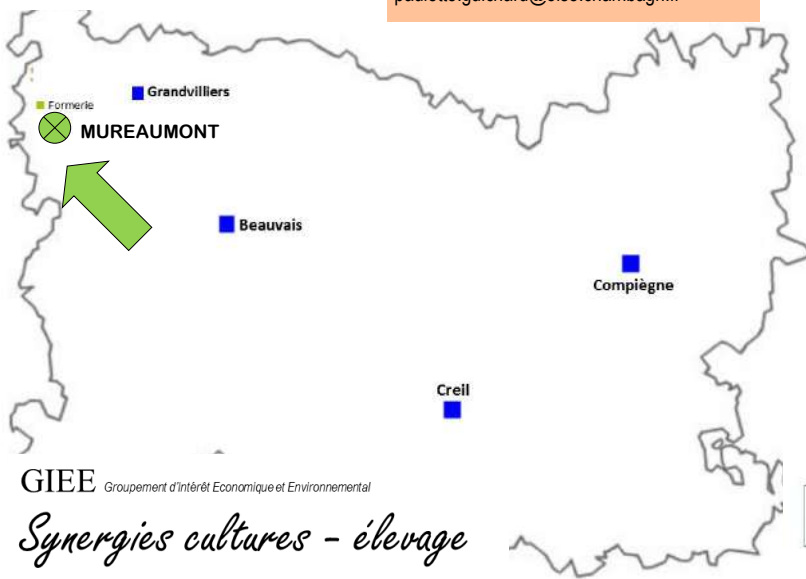 Grandvilliers
Formerie
MUREAUMONT
Beauvais
Compiègne
Creil
GIEE Groupement d'intérêt Economique et Environnemental
Synergies cultures - élevage